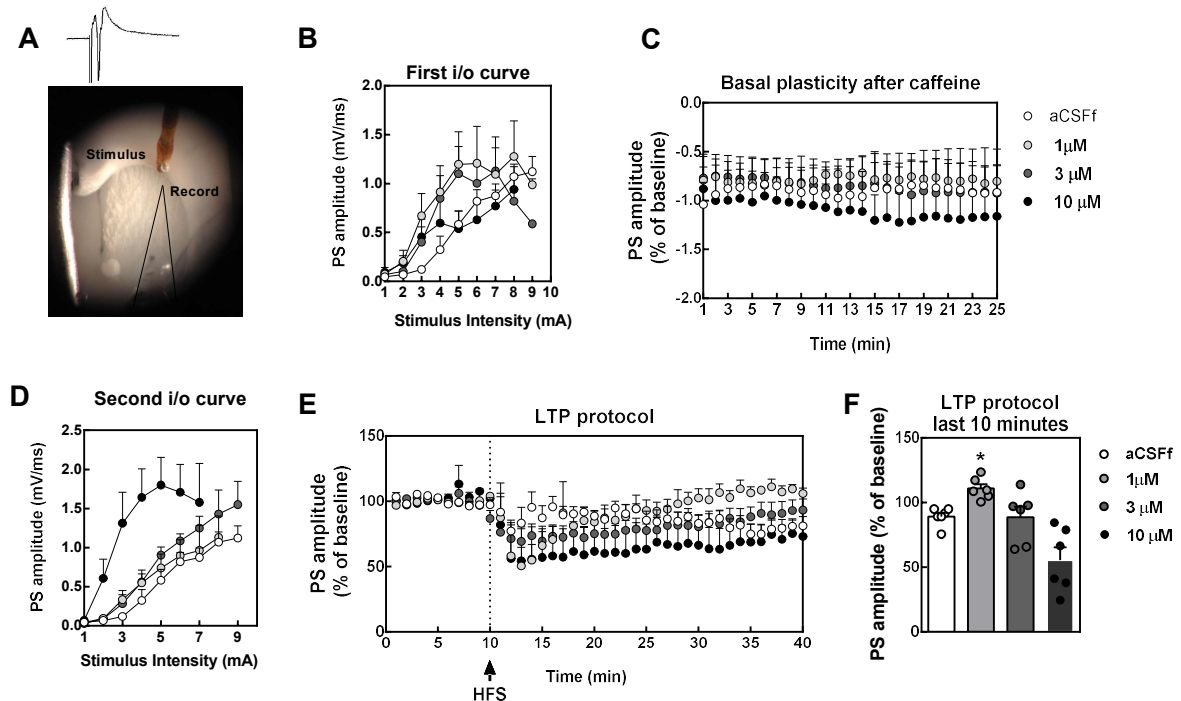 A
Stimulus
Record
B
First i/o curve
PS amplitude (mV/ms)
2.0
1.5
1.0
0.5
0.0
1 2 3 4 5 6 7 8 9 10
Stimulus Intensity (mA)
C
Basal plasticity after caffeine
PS amplitude
(% of baseline)
0.0
-0.5
-1.0
-1.5
-2.0
1 3 5 7 9 11 13 15 17 19 21 23 25
Time (min)
aCSFf
1μM
3 μM
10 μM
D
Second i/o curve
PS amplitude (mV/ms)
2.5
2.0
1.5
1.0
0.5
0.0
1 3 5 7 9
Stimulus Intensity (mA)
E
LTP protocol
PS amplitude
(% of baseline)
150
100
50
0
0 5 10 15 20 25 30 35 40
HFS
Time (min)
F
LTP protocol
last 10 minutes
PS amplitude (% of baseline)
150
100
50
0
*
aCSFf
1μM
3 μM
10 μM